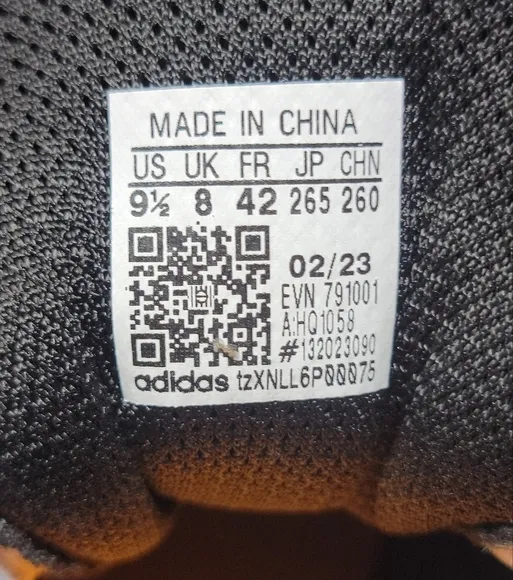 MADE IN CHINA
US UK FR JP CHN
9½ 8 42 265 260
02/23
EVN 791001
A:HQ1058
#132023090
adidas tzXNLL6P00075